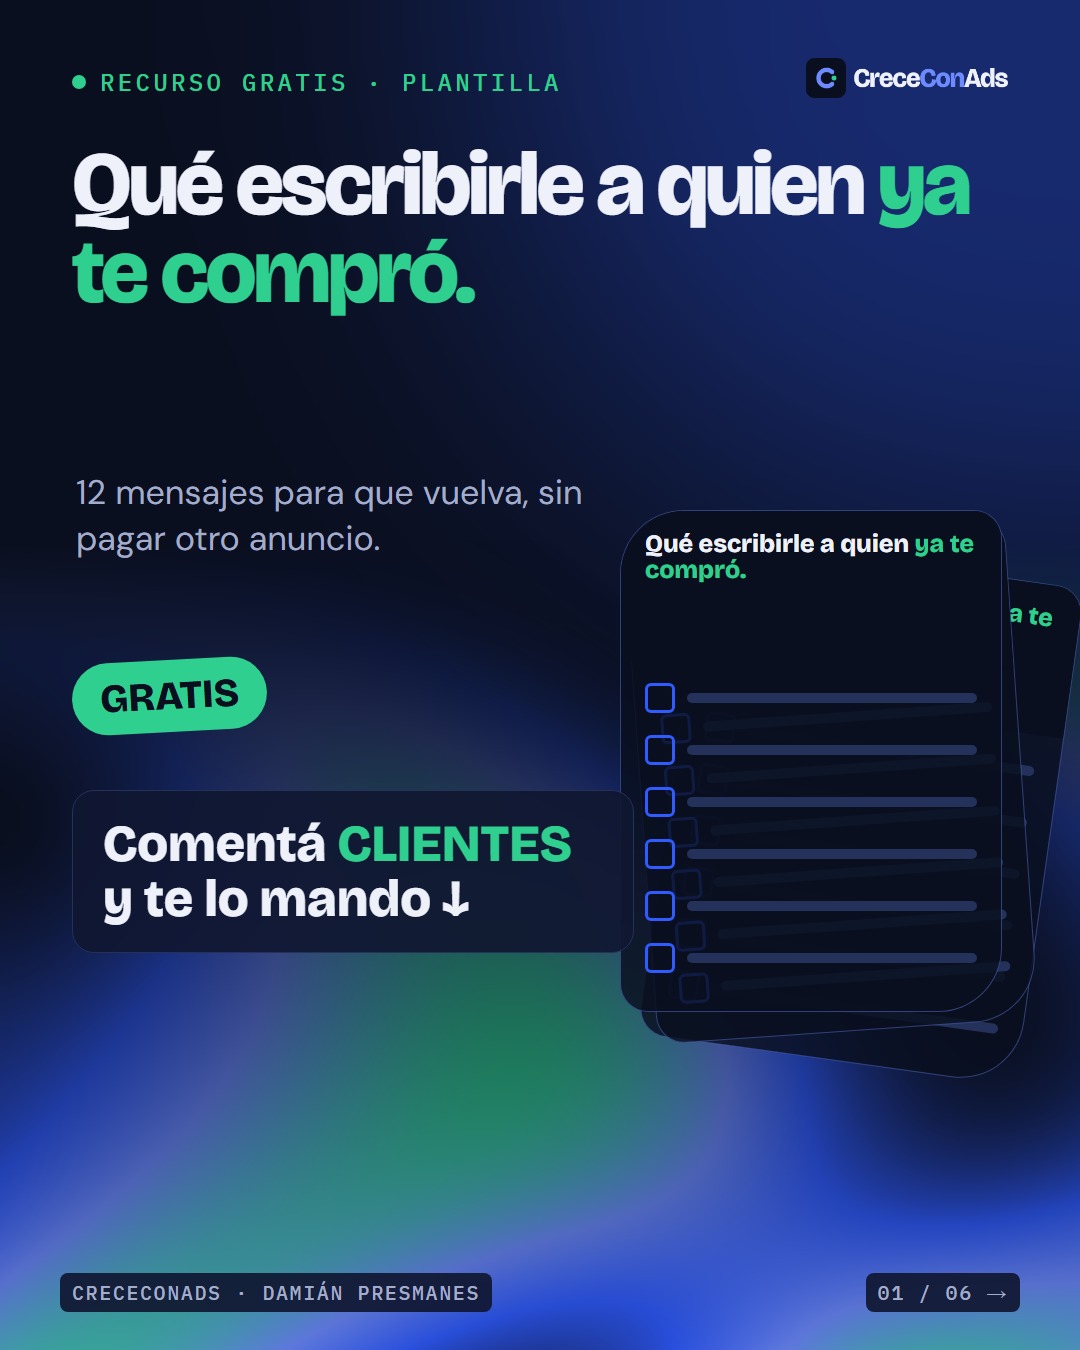 RECURSO GRATIS · PLANTILLA
CreceConAds
Qué escribirle a quien ya
te compró.
12 mensajes para que vuelva, sin
pagar otro anuncio.
Qué escribirle a quien ya te
compró.
a te
GRATIS
Comentá CLIENTES
y te lo mando ↓
CRECECONADS · DAMIÁN PRESMANES
01 / 06 →